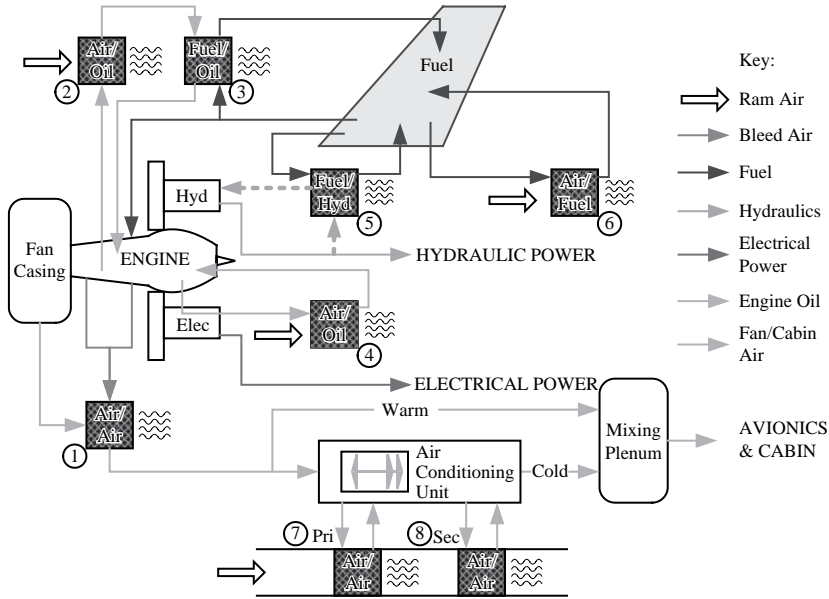 Air/
Oil
2
Fuel/
Oil
3
Fuel
Key:
Ram Air
Bleed Air
Fuel
Hydraulics
Electrical
Power
Engine Oil
Fan/Cabin
Air
Hyd
Fuel/
Hyd
5
Air/
Fuel
6
Fan
Casing
ENGINE
HYDRAULIC POWER
Elec
Air/
Oil
4
ELECTRICAL POWER
Air/
Air
1
Warm
Mixing
Plenum
AVIONICS
& CABIN
Air
Conditioning
Unit
Cold
7 Pri
8 Sec
Air/
Air
Air/
Air